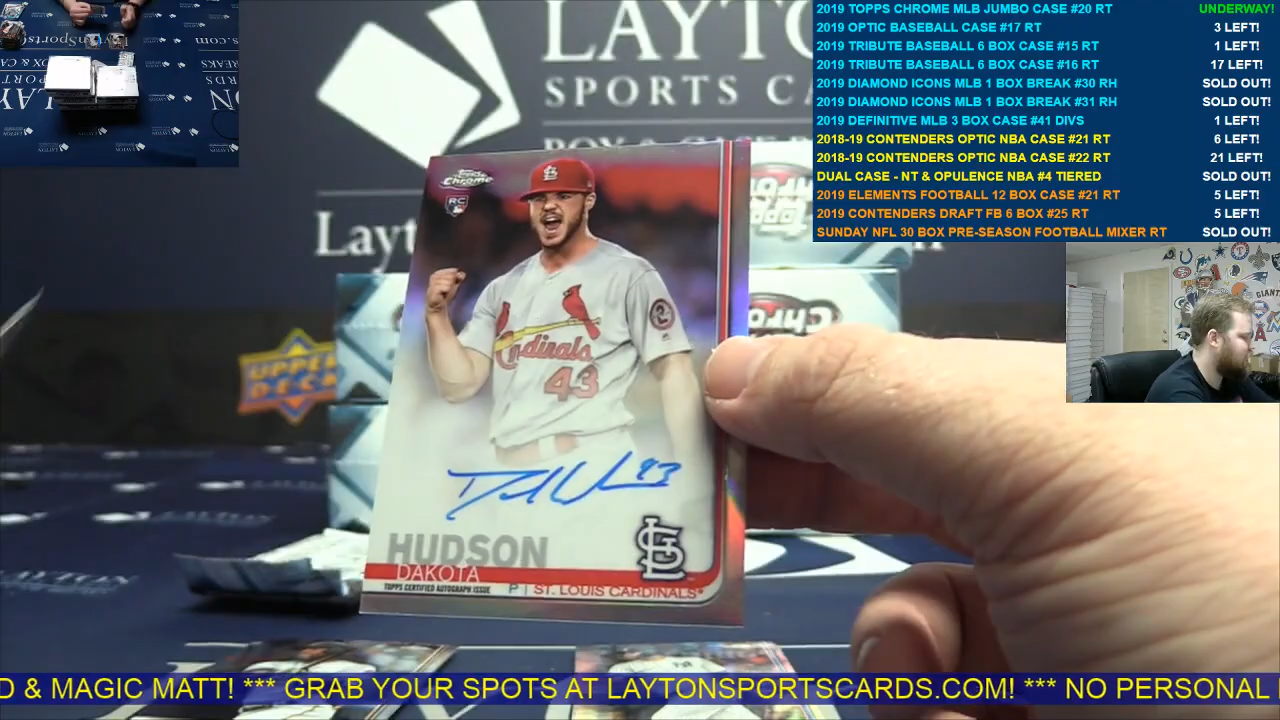 2019 TOPPS CHROME MLB JUMBO CASE #20 RT UNDERWAY!
2019 OPTIC BASEBALL CASE #17 RT 3 LEFT!
2019 TRIBUTE BASEBALL 6 BOX CASE #15 RT 1 LEFT!
2019 TRIBUTE BASEBALL 6 BOX CASE #16 RT 17 LEFT!
2019 DIAMOND ICONS MLB 1 BOX BREAK #30 RH SOLD OUT!
2019 DIAMOND ICONS MLB 1 BOX BREAK #31 RH SOLD OUT!
2019 DEFINITIVE MLB 3 BOX CASE #41 DIVS 1 LEFT!
2018-19 CONTENDERS OPTIC NBA CASE #21 RT 6 LEFT!
2018-19 CONTENDERS OPTIC NBA CASE #22 RT 21 LEFT!
DUAL CASE - NT & OPULENCE NBA #4 TIERED SOLD OUT!
2019 ELEMENTS FOOTBALL 12 BOX CASE #21 RT 5 LEFT!
2019 CONTENDERS DRAFT FB 6 BOX #25 RT 5 LEFT!
SUNDAY NFL 30 BOX PRE-SEASON FOOTBALL MIXER RT SOLD OUT!
LAYTO
SPORTS CA
Layt
UPPER DECK
Topps Chrome
RC
Cardinals
43
43
HUDSON
DAKOTA
TOPPS CERTIFIED AUTOGRAPH ISSUE
P | ST. LOUIS CARDINALS
D & MAGIC MATT! *** GRAB YOUR SPOTS AT LAYTONSPORTSCARDS.COM! *** NO PERSONAL